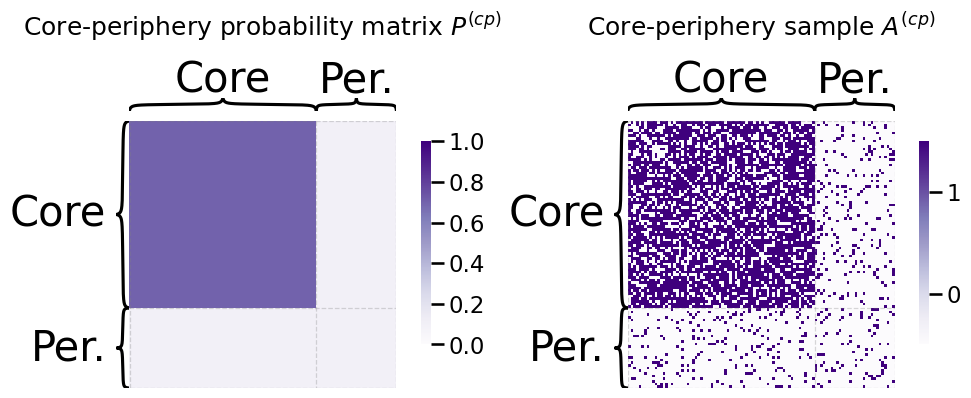 Core-periphery probability matrix P^(cp)
Core-periphery sample A^(cp)
Core Per.
Core Per.
Core
Per.
1.0
0.8
0.6
0.4
0.2
0.0
Core
Per.
1
0